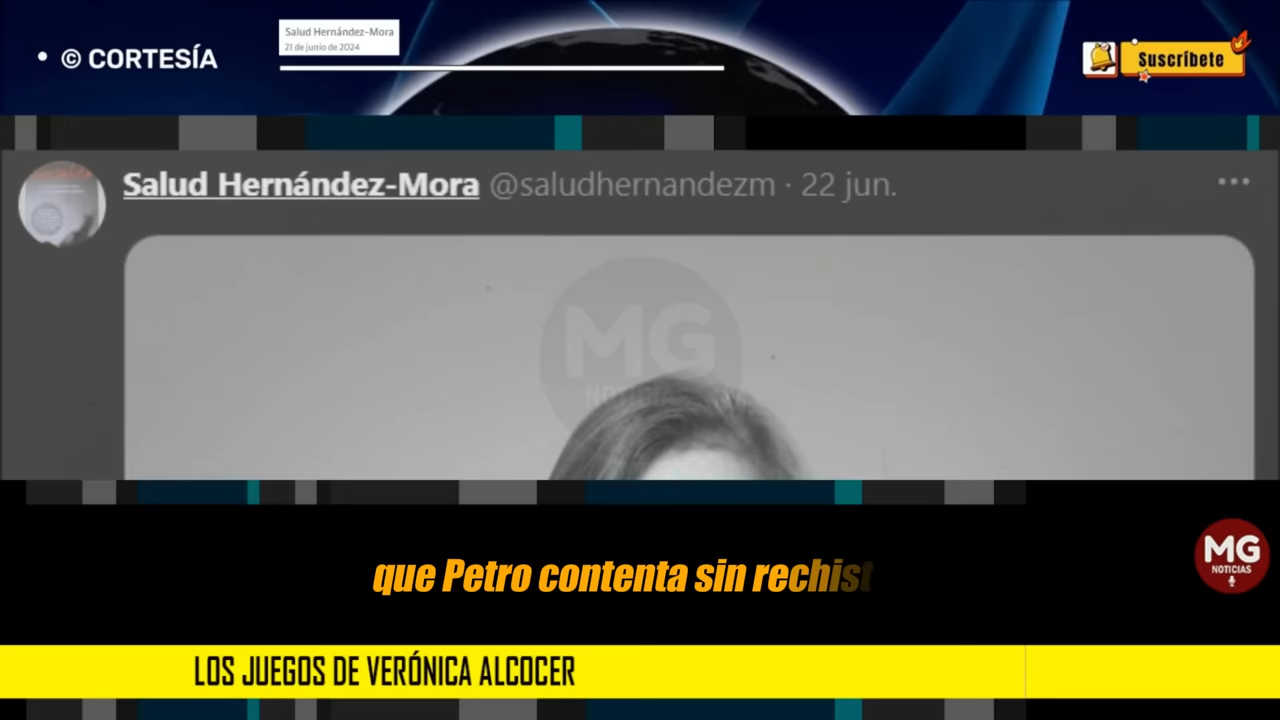 • © CORTESÍA
Salud Hernández-Mora
21 de junio de 2024
Suscríbete
Salud Hernández-Mora @saludhernandezm · 22 jun.
MG
NOTICIAS
que Petro contenta sin rechist
MG
NOTICIAS
LOS JUEGOS DE VERÓNICA ALCOCER